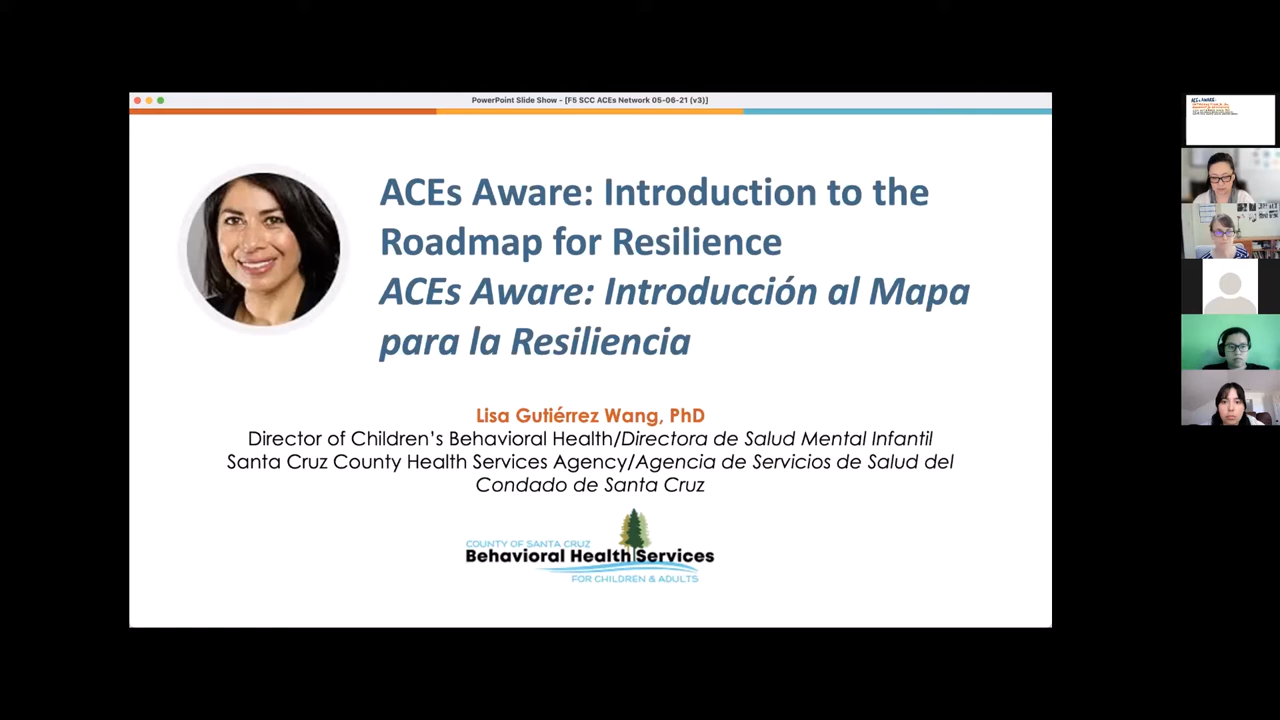 PowerPoint Slide Show - [F5 SCC ACEs Network 05-06-21 (v3)]
ACEs Aware: Introduction to the
Roadmap for Resilience
ACEs Aware: Introducción al Mapa
para la Resiliencia
Lisa Gutiérrez Wang, PhD
Director of Children's Behavioral Health/Directora de Salud Mental Infantil
Santa Cruz County Health Services Agency/Agencia de Servicios de Salud del
Condado de Santa Cruz
COUNTY OF SANTA CRUZ
Behavioral Health Services
FOR CHILDREN & ADULTS